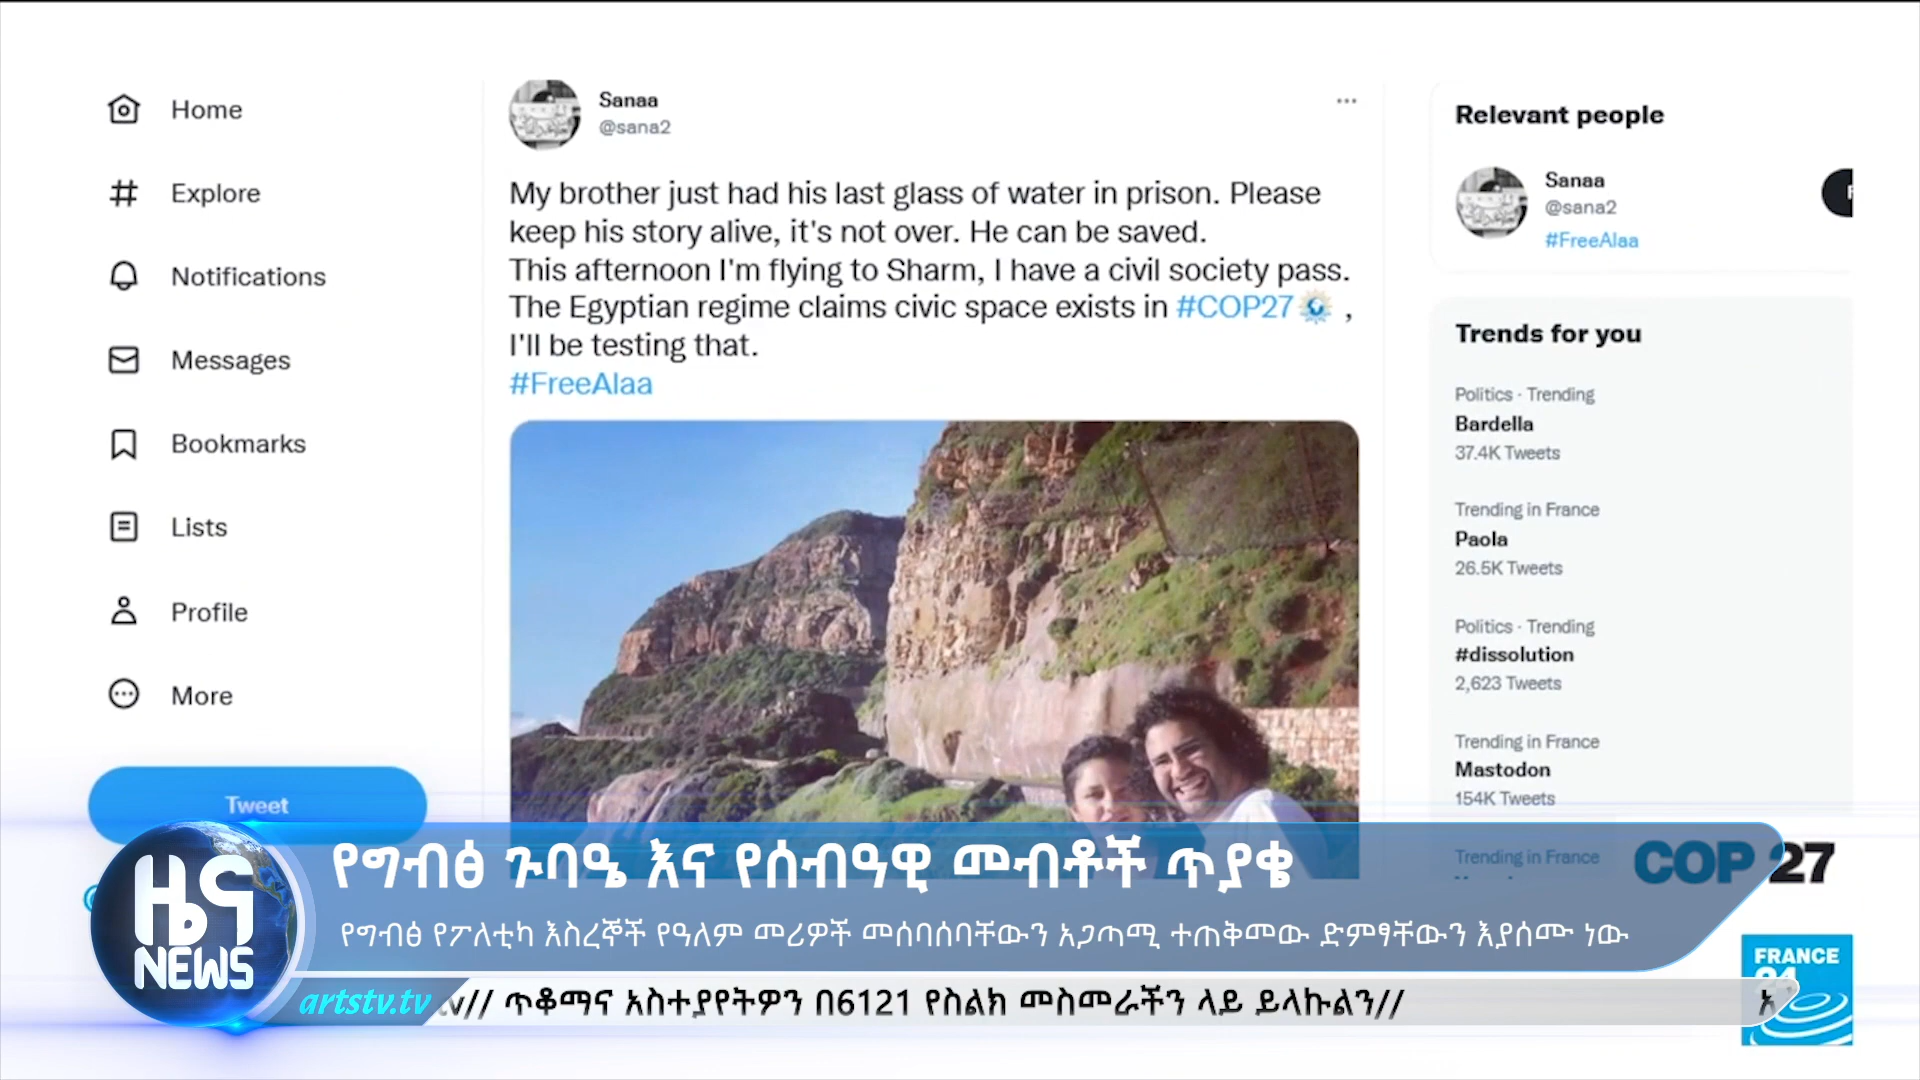 Home
Explore
Notifications
Messages
Bookmarks
Lists
Profile
More
Tweet
Sanaa
@sana2
My brother just had his last glass of water in prison. Please
keep his story alive, it's not over. He can be saved.
This afternoon I'm flying to Sharm, I have a civil society pass.
The Egyptian regime claims civic space exists in #COP27 ,
I'll be testing that.
#FreeAlaa
Relevant people
Sanaa
@sana2
#FreeAlaa
Trends for you
Politics · Trending
Bardella
37.4K Tweets
Trending in France
Paola
26.5K Tweets
Politics · Trending
#dissolution
2,623 Tweets
Trending in France
Mastodon
154K Tweets
Trending in France
COP 27
የግብፅ ጉባዔ እና የሰብዓዊ መብቶች ጥያቄ
የግብፅ የፖለቲካ እስረኞች የዓለም መሪዎች መሰባሰባቸውን አጋጣሚ ተጠቅመው ድምፃቸውን እያሰሙ ነው
ዜና
NEWS
FRANCE
24
artstv.tv
// ጥቆማና አስተያየትዎን በ6121 የስልክ መስመራችን ላይ ይላኩልን//